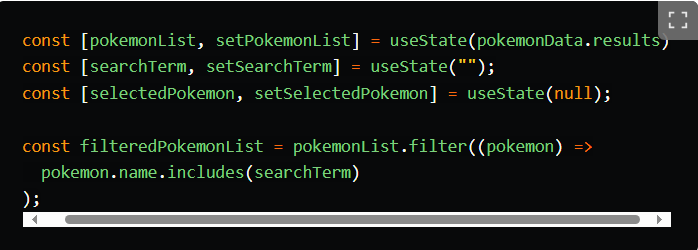 const [pokemonList, setPokemonList] = useState(pokemonData.results)
const [searchTerm, setSearchTerm] = useState("");
const [selectedPokemon, setSelectedPokemon] = useState(null);

const filteredPokemonList = pokemonList.filter((pokemon) =>
  pokemon.name.includes(searchTerm)
);